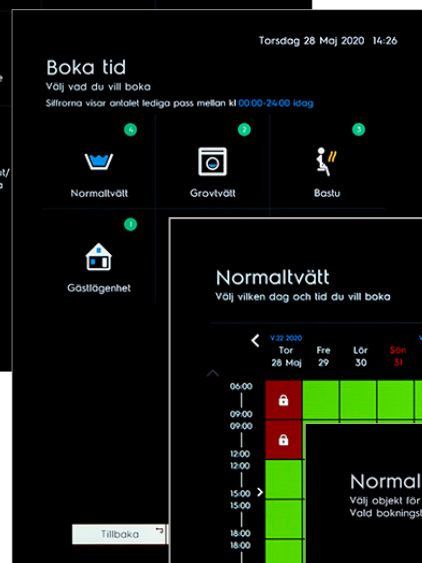 Torsdag 28 Maj 2020 14:26
Boka tid
Välj vad du vill boka
Siffrorna visar antalet lediga pass mellan kl 00:00-24:00 idag
4
2
3
Normaltvätt
Grovtvätt
Bastu
1
Gästlägenhet
Normaltvätt
Välj vilken dag och tid du vill boka
V.22 2020
Tor Fre Lör Sön
28 Maj 29 30 31
06:00
09:00
09:00
12:00
12:00
15:00
15:00
18:00
18:00
Normal
Välj objekt för
Vald bokningst
Tillbaka